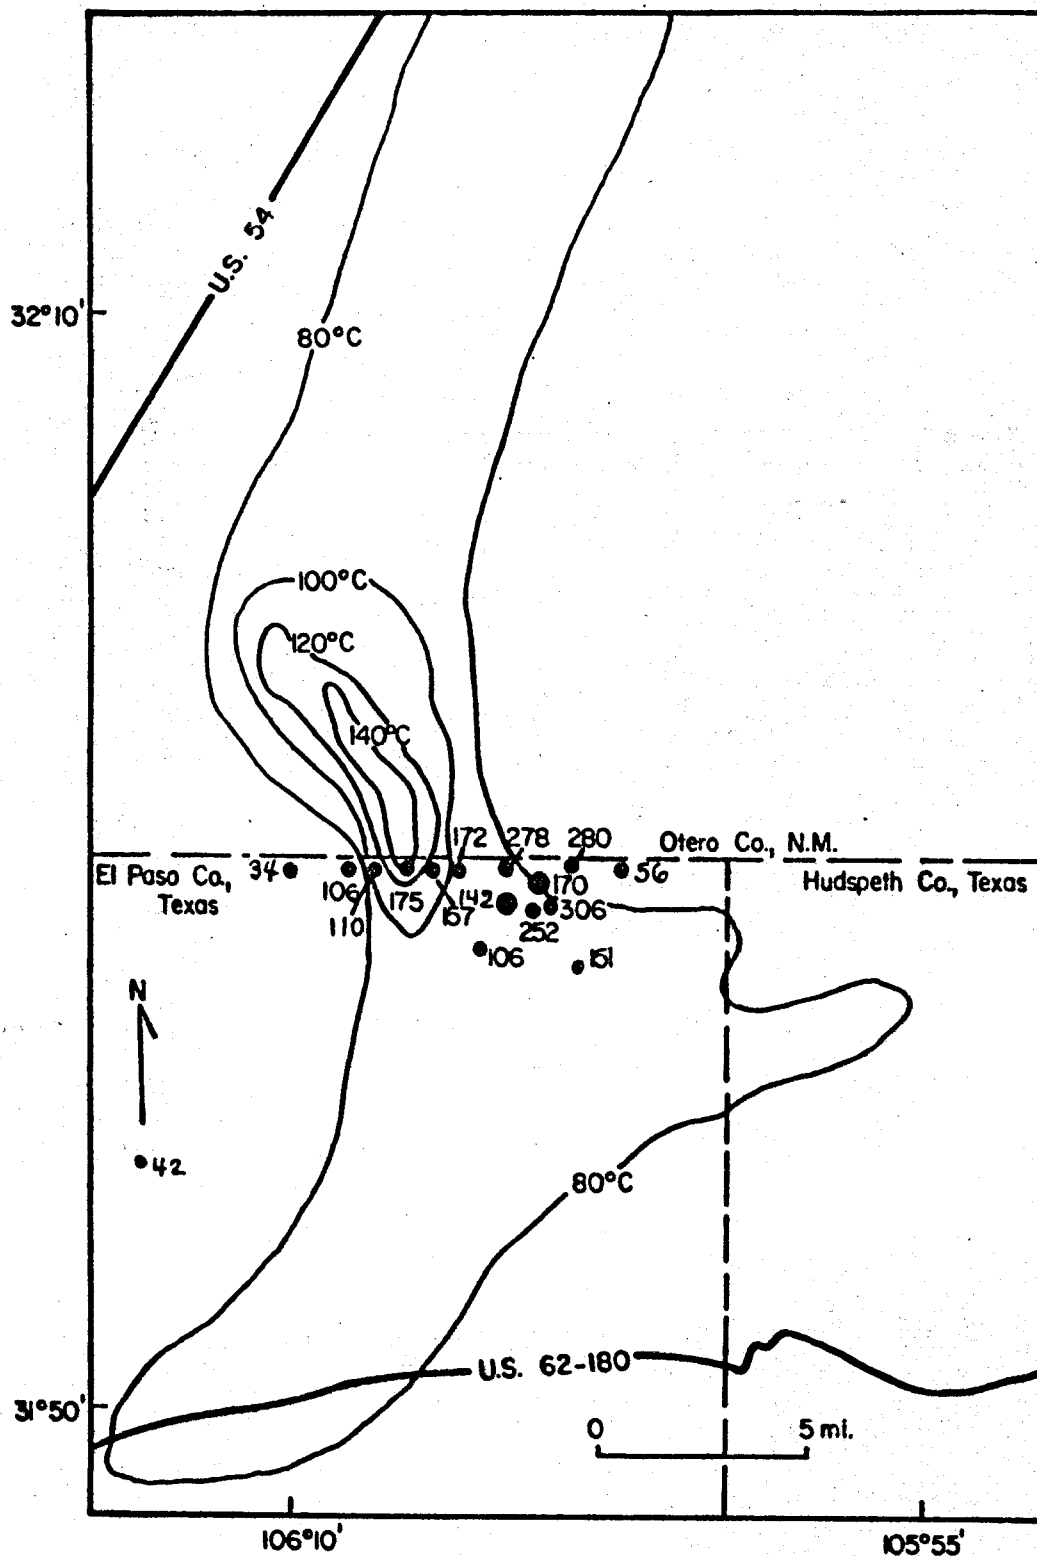 U.S. 54
32°10'
80°C
100°C
120°C
140°C
172 278 280
Otero Co., N.M.
El Paso Co.,
Texas
34 106 110 175 157 142 170 56
Hudspeth Co., Texas
306
252
106 151
N
42
80°C
U.S. 62-180
31°50'
0 5 mi.
106°10' 105°55'